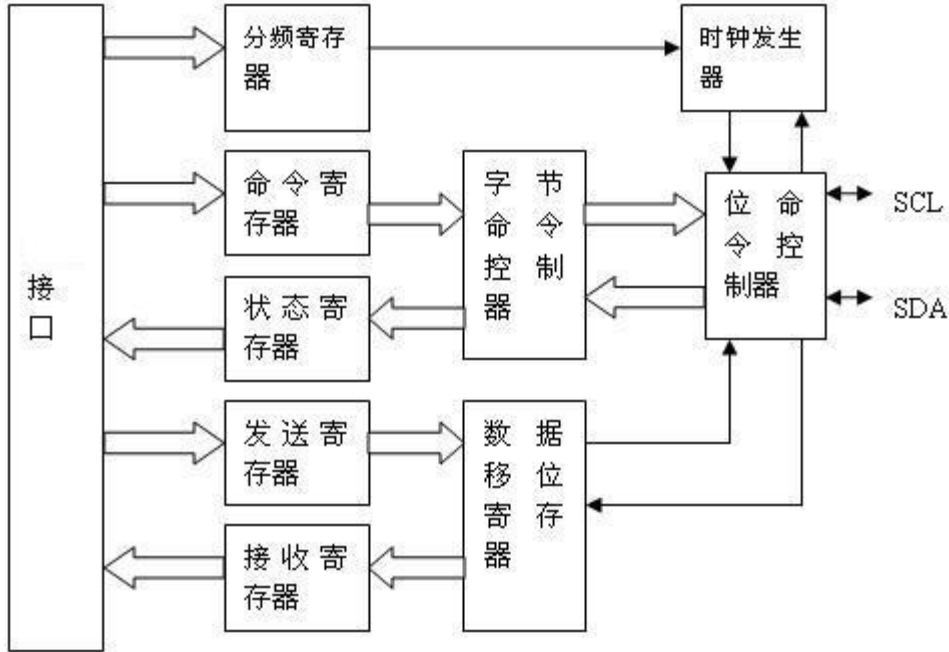 分频寄存
器
时钟发生
器
命令寄
存器
字节
命令
控制
器
位命
令控
制器
SCL
SDA
接
口
状态寄
存器
发送寄
存器
数据
移位
寄存
器
接收寄
存器